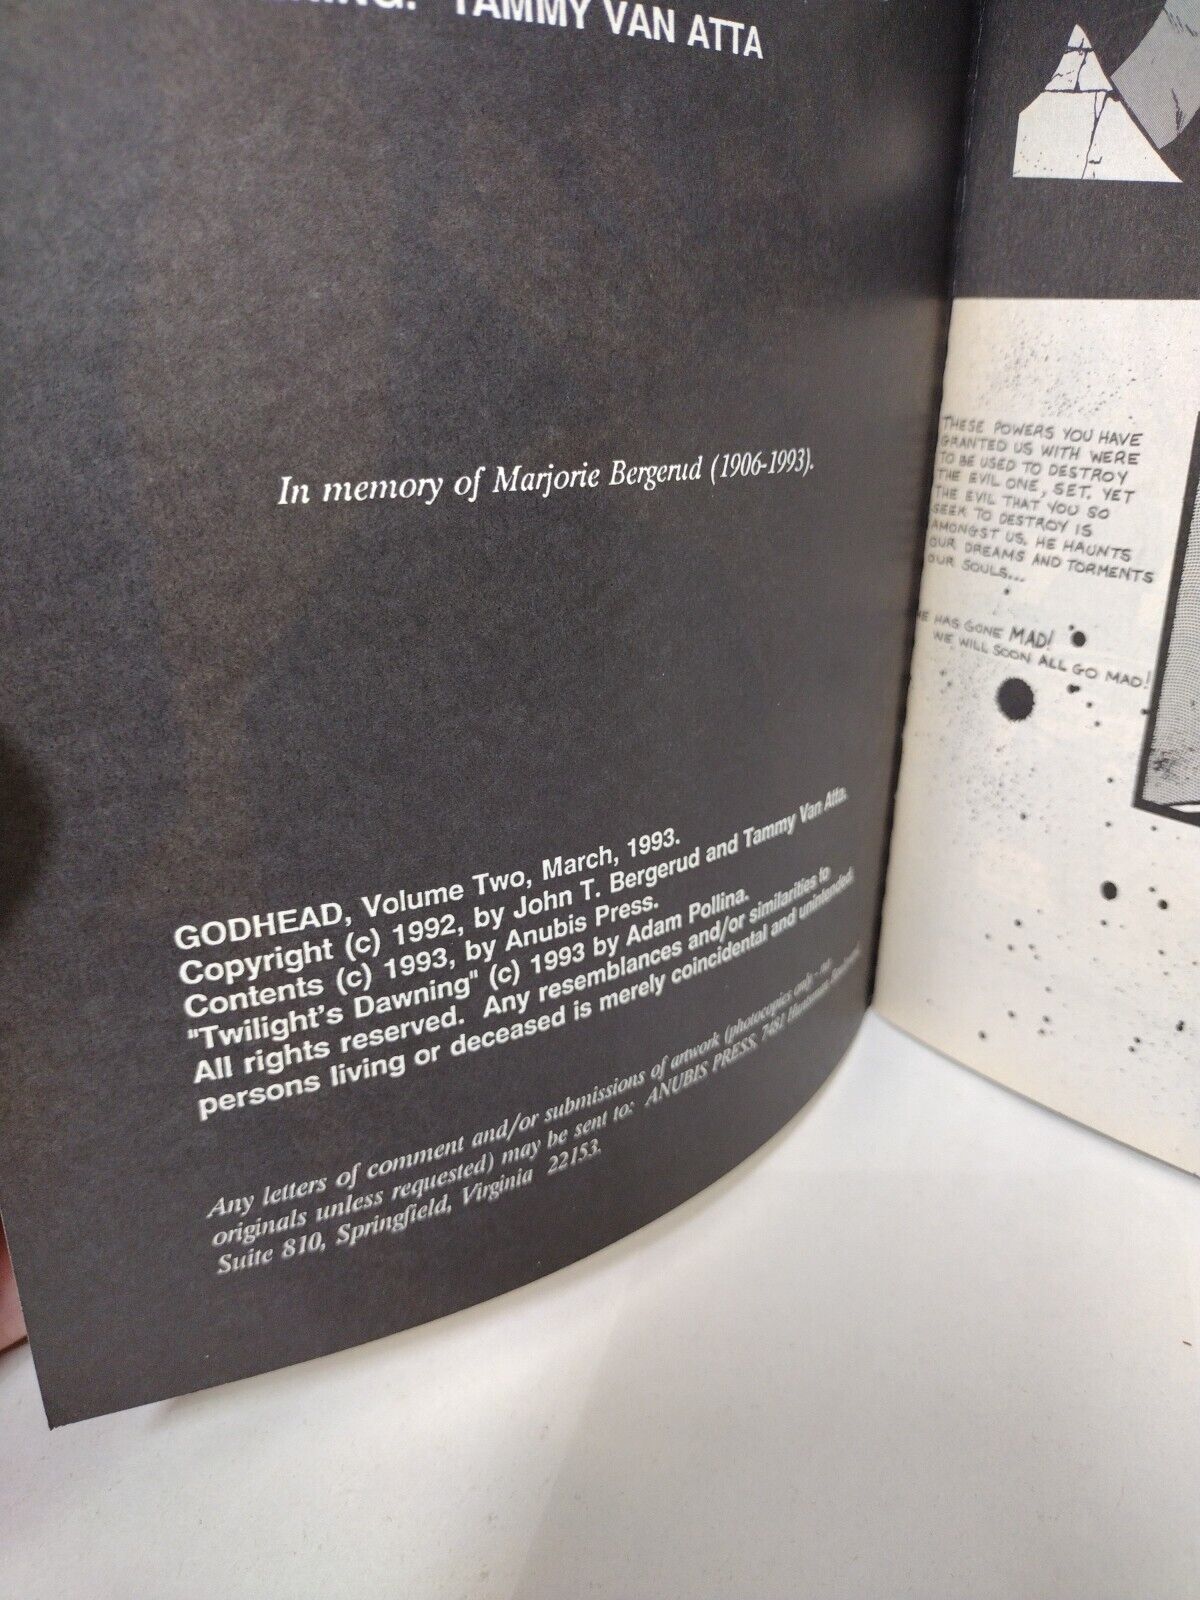 TAMMY VAN ATTA
In memory of Marjorie Bergerud (1906-1993).
GODHEAD, Volume Two, March, 1993.
Copyright (c) 1992, by John T. Bergerud and Tammy Van Atta.
Contents (c) 1993, by Anubis Press.
"Twilight's Dawning" (c) 1993 by Adam Pollina.
All rights reserved. Any resemblances and/or similarities to
persons living or deceased is merely coincidental and unintended.
Any letters of comment and/or submissions of artwork (photocopies only - no
originals unless requested) may be sent to: ANUBIS PRESS, 7481
Suite 810, Springfield, Virginia 22153.
THESE POWERS YOU HAVE
GRANTED US WITH WERE
TO BE USED TO DESTROY
THE EVIL ONE, SET. YET
THE EVIL THAT YOU SO
SEEK TO DESTROY IS
AMONGST US. HE HAUNTS
OUR DREAMS AND TORMENTS
OUR SOULS...
HE HAS GONE MAD!
WE WILL SOON ALL GO MAD!